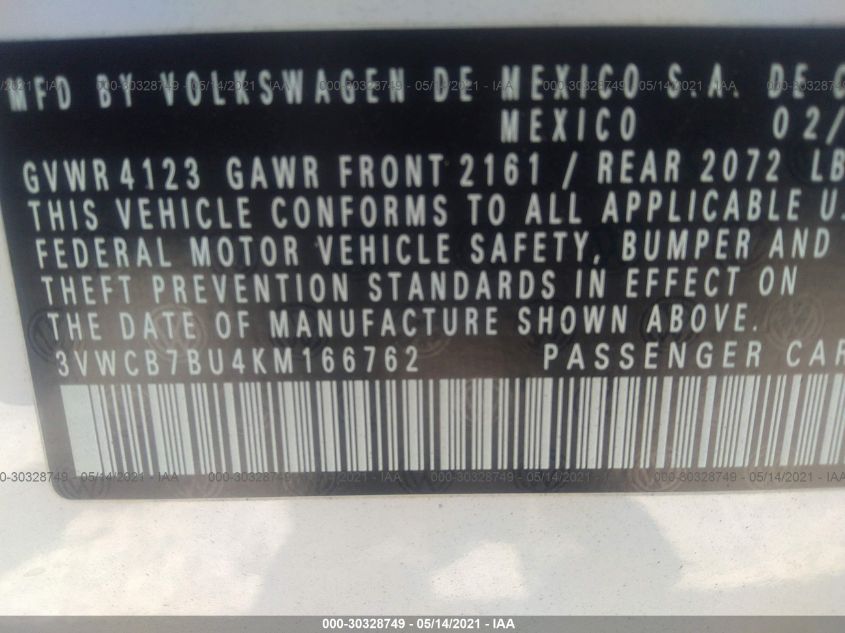 MFD BY VOLKSWAGEN DE MEXICO S.A. DE C
MEXICO 02/
GVWR 4123 GAWR FRONT 2161 / REAR 2072 LB
THIS VEHICLE CONFORMS TO ALL APPLICABLE U.
FEDERAL MOTOR VEHICLE SAFETY, BUMPER AND
THEFT PREVENTION STANDARDS IN EFFECT ON
THE DATE OF MANUFACTURE SHOWN ABOVE.
3VWCB7BU4KM166762 PASSENGER CAR
000-30328749 - 05/14/2021 - IAA